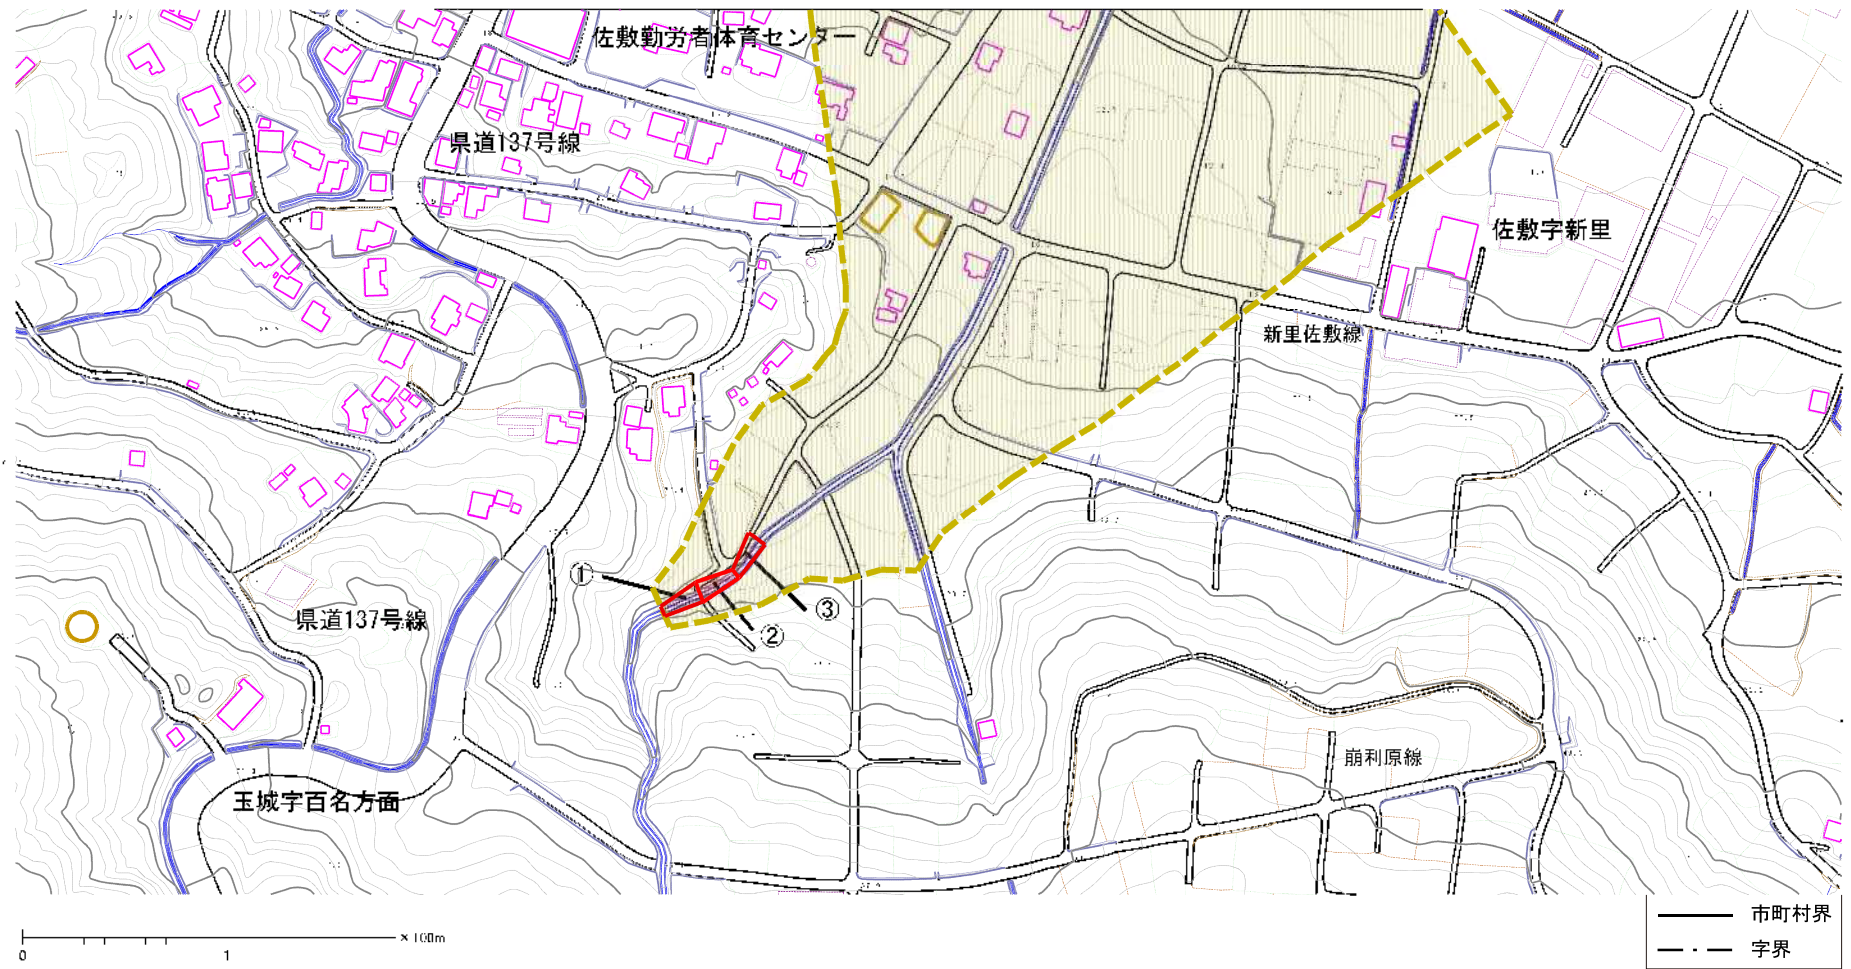 佐敷勤労者体育センター
県道137号線
佐敷字新里
新里佐敷線
①
③
②
県道137号線
崩利原線
玉城字百名方面
市町村界
字界
×100m
0 1